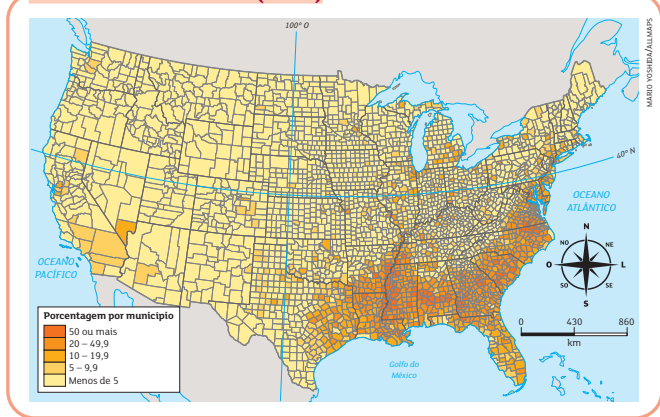 100° O
MARIO YOSHIDA/ALLMAPS
40° N
OCEANO
ATLÂNTICO
N
NO
NE
O
L
SO
SE
S
OCEANO
PACÍFICO
Porcentagem por município
50 ou mais
20 – 49,9
10 – 19,9
5 – 9,9
Menos de 5
0
430
860
km
Golfo do
México